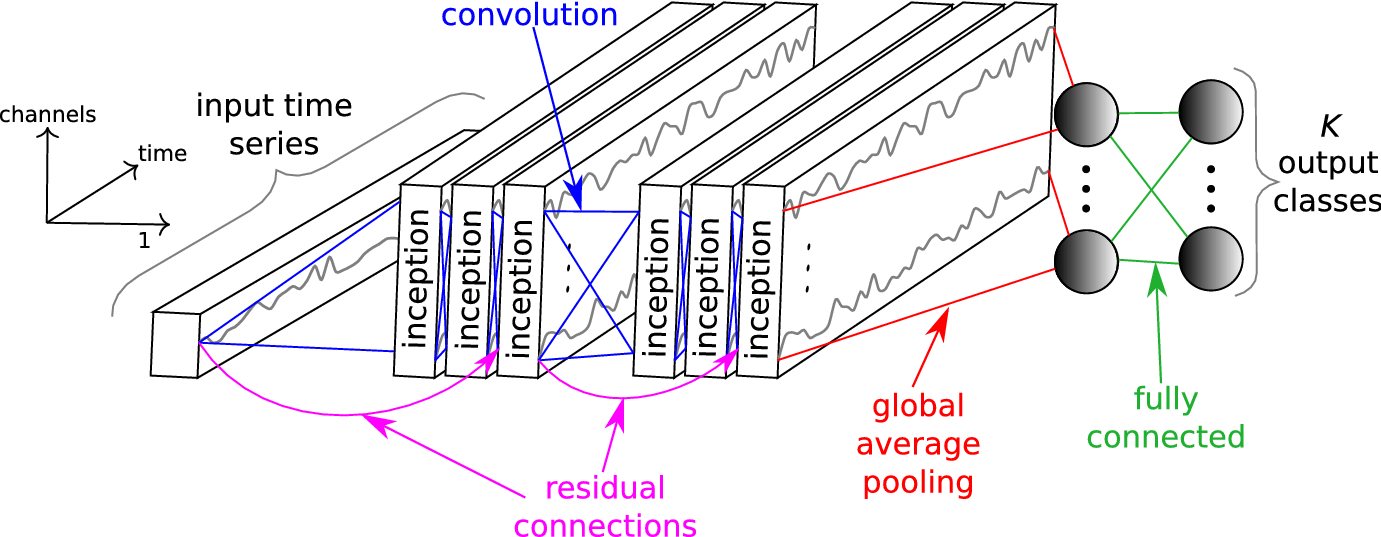 convolution
input time
series
channels
time
1
inception
inception
inception
inception
inception
inception
K
output
classes
global
average
pooling
fully
connected
residual
connections